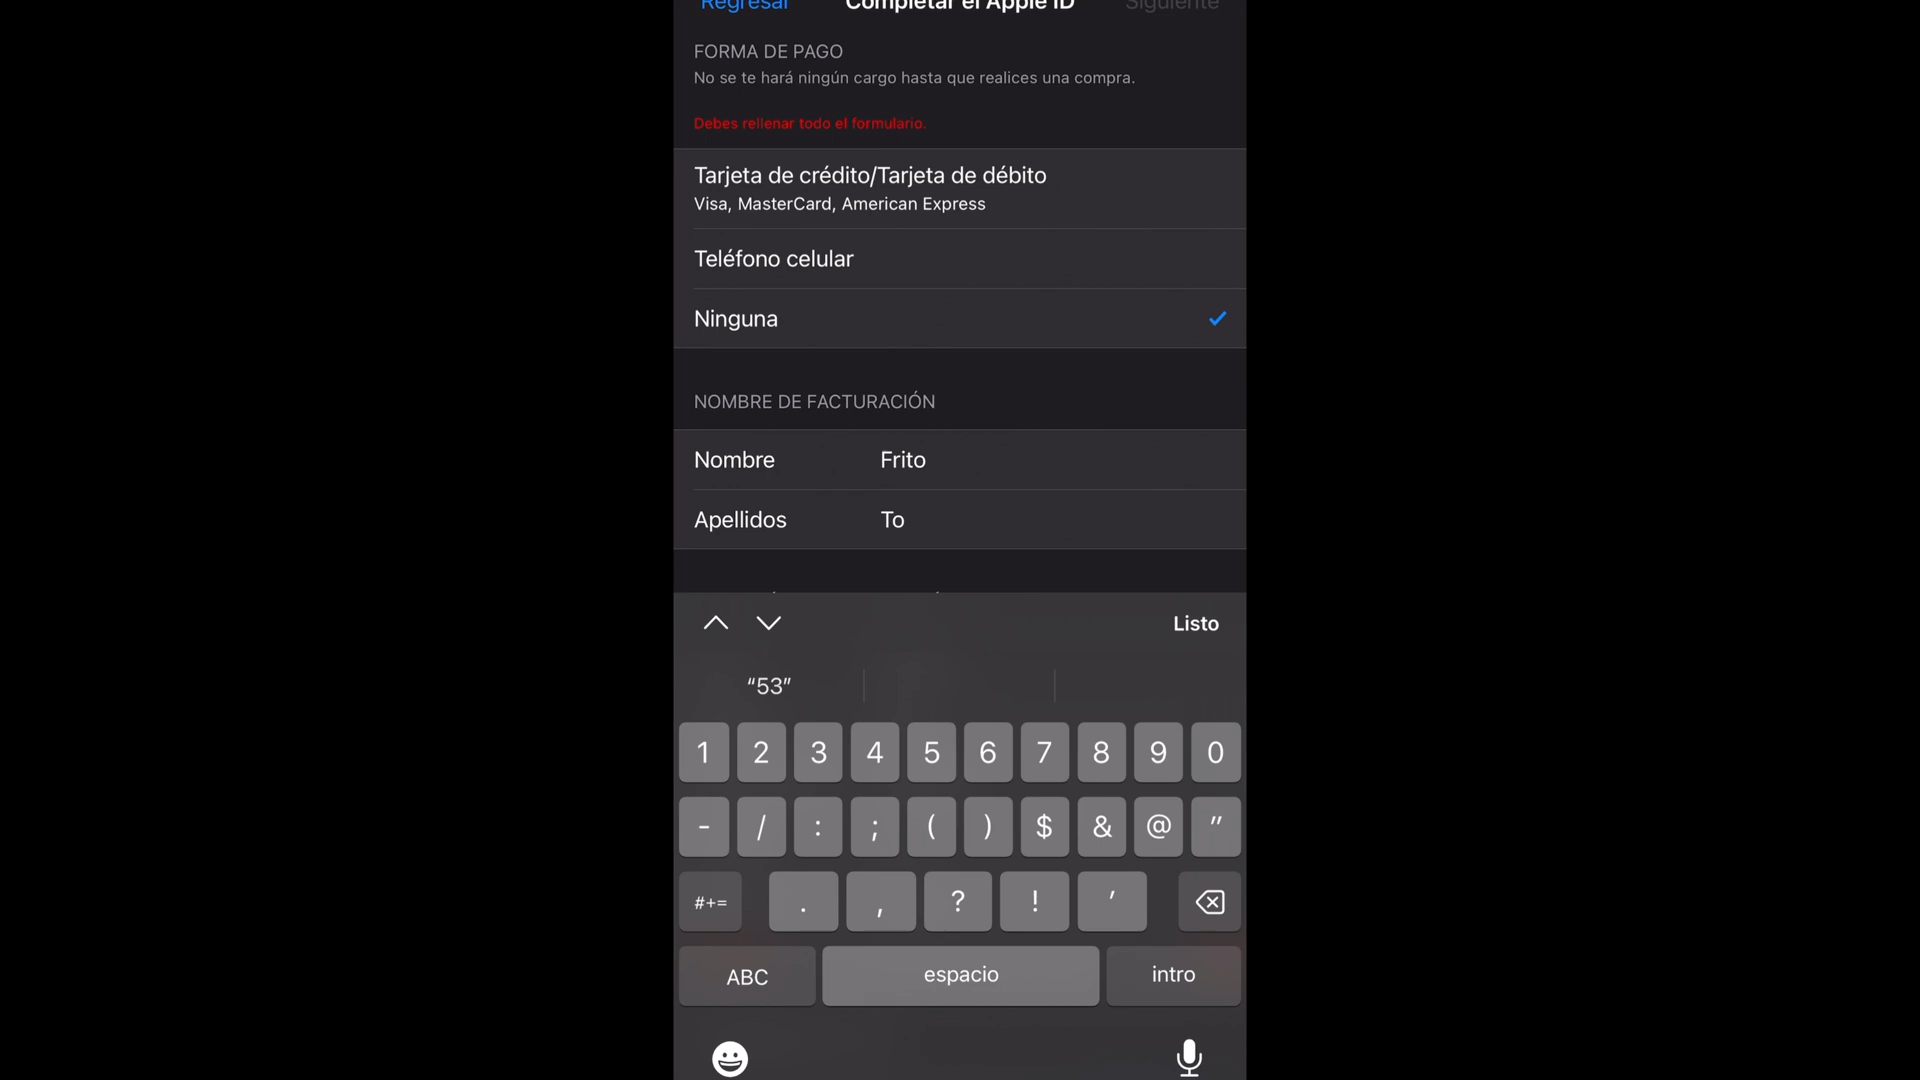 Regresar Completar el Apple ID Siguiente
FORMA DE PAGO
No se te hará ningún cargo hasta que realices una compra.
Debes rellenar todo el formulario.
Tarjeta de crédito/Tarjeta de débito
Visa, MasterCard, American Express
Teléfono celular
Ninguna
NOMBRE DE FACTURACIÓN
Nombre Frito
Apellidos To
Listo
“53”
1 2 3 4 5 6 7 8 9 0
- / : ; ( ) $ & @ "
#+= . , ? ! ’
ABC espacio intro